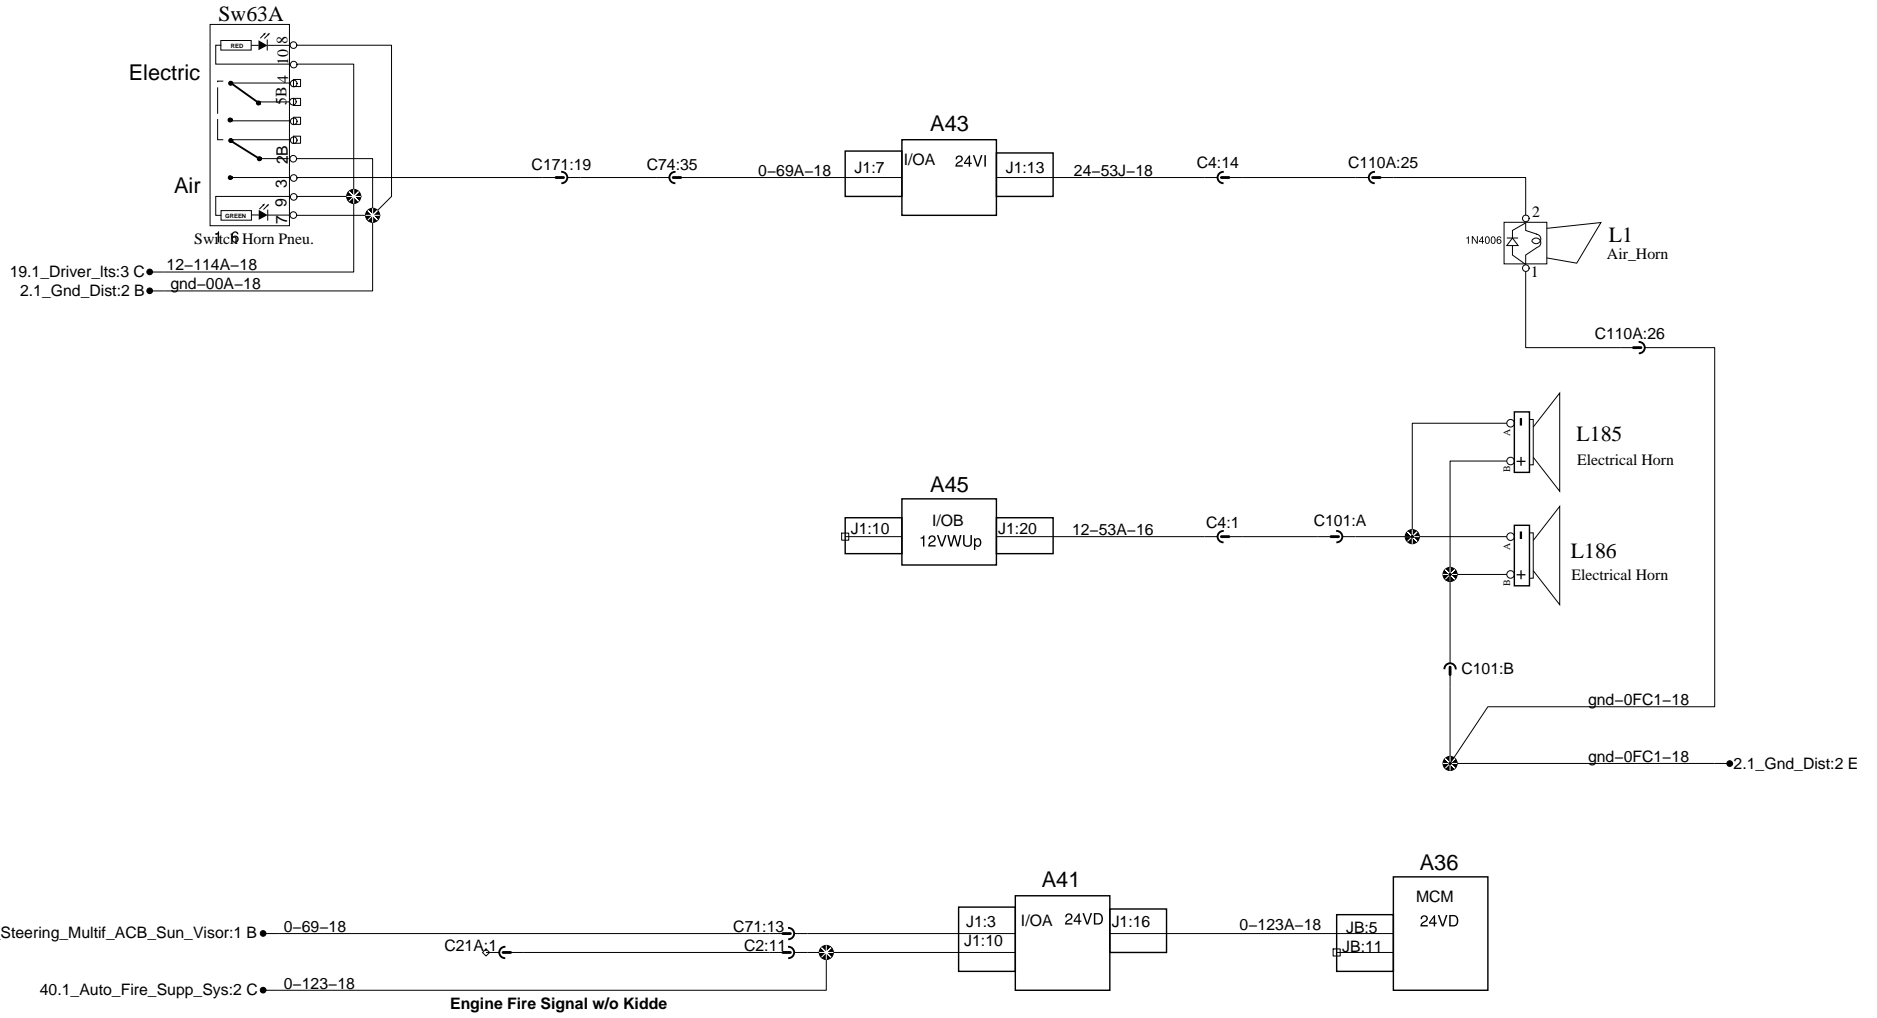 Sw63A
RED
8
10
Electric
4
5B
2B
Air
3
9
GREEN
7
1 6
Switch Horn Pneu.
19.1_Driver_lts:3 C
12-114A-18
2.1_Gnd_Dist:2 B
gnd-00A-18
C171:19
C74:35
0-69A-18
A43
J1:7
I/OA 24VI
J1:13
24-53J-18
C4:14
C110A:25
2
1N4006
L1
Air_Horn
1
C110A:26
A
-
B
+
L185
Electrical Horn
A45
J1:10
I/OB
12VWUp
J1:20
12-53A-16
C4:1
C101:A
A
-
B
+
L186
Electrical Horn
C101:B
gnd-0FC1-18
gnd-0FC1-18
2.1_Gnd_Dist:2 E
A41
A36
_Steering_Multif_ACB_Sun_Visor:1 B
0-69-18
C71:13
J1:3
I/OA 24VD
J1:16
0-123A-18
MCM
24VD
JB:5
JB:11
C21A:1
C2:11
J1:10
40.1_Auto_Fire_Supp_Sys:2 C
0-123-18
Engine Fire Signal w/o Kidde